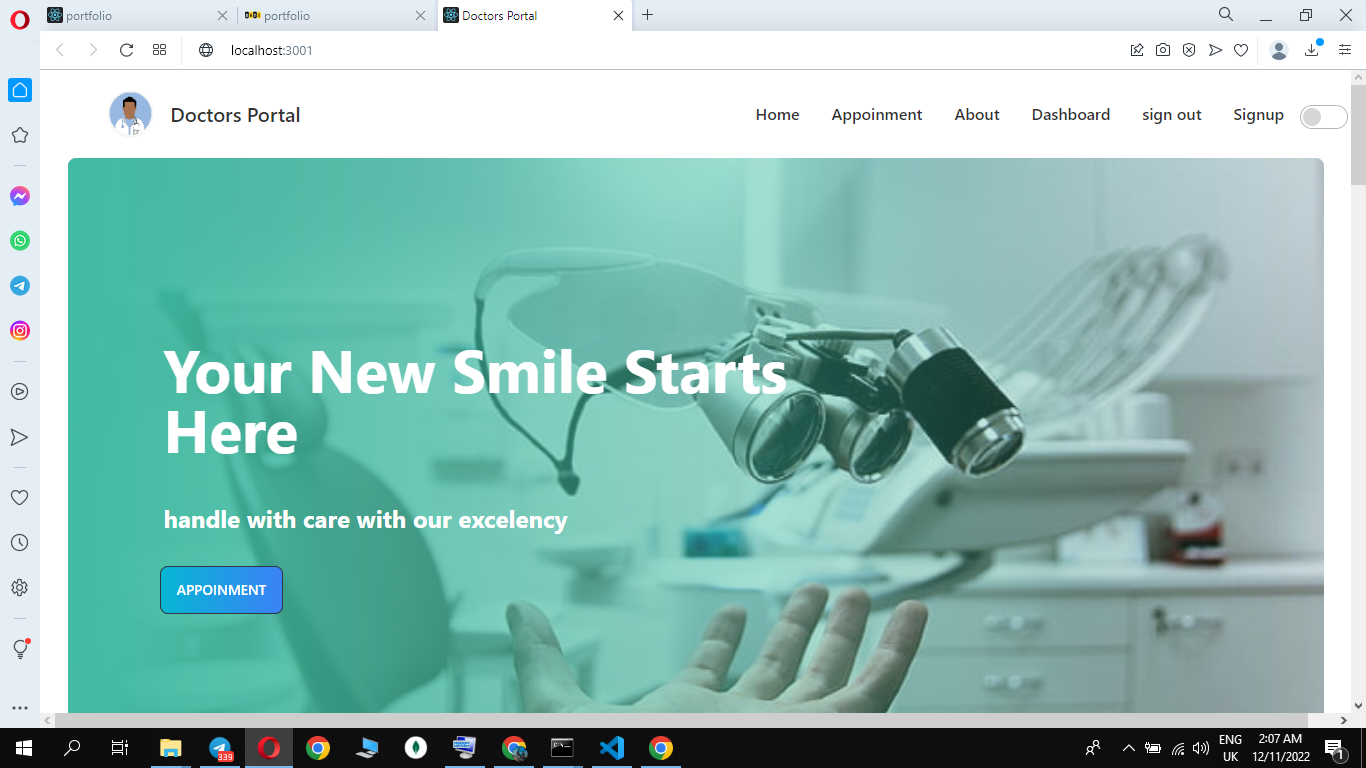 portfolio
portfolio
Doctors Portal
localhost:3001
Doctors Portal
Home
Appoinment
About
Dashboard
sign out
Signup
Your New Smile Starts
Here
handle with care with our excelency
APPOINMENT
339
ENG
UK
2:07 AM
12/11/2022
1